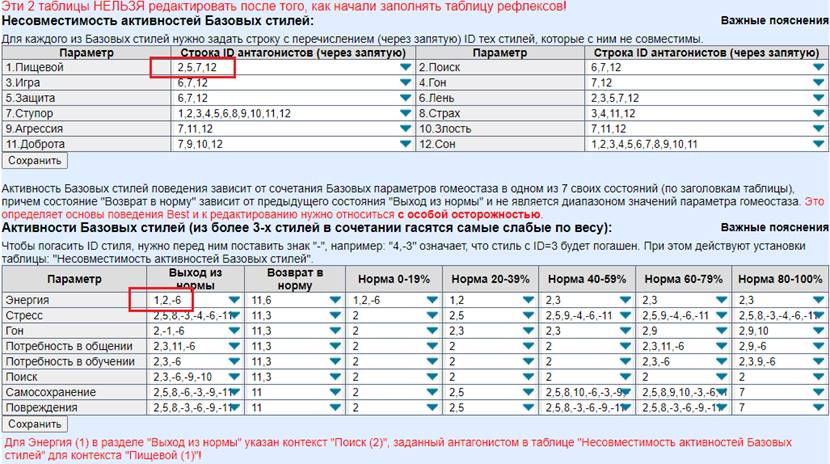 Эти 2 таблицы НЕЛЬЗЯ редактировать после того, как начали заполнять таблицу рефлексов!
Несовместимость активностей Базовых стилей: Важные пояснения
Для каждого из Базовых стилей нужно задать строку с перечислением (через запятую) ID тех стилей, которые с ним не совместимы.
Параметр Строка ID антагонистов (через запятую) Параметр Строка ID антагонистов (через запятую)
1.Пищевой 2,5,7,12 2.Поиск 6,7,12
3.Игра 6,7,12 4.Гон 7,12
5.Защита 6,7,12 6.Лень 2,3,5,7,12
7.Ступор 1,2,3,4,5,6,8,9,10,11,12 8.Страх 3,4,11,12
9.Агрессия 7,11,12 10.Злость 7,11,12
11.Доброта 7,9,10,12 12.Сон 1,2,3,4,5,6,7,8,9,10,11
Сохранить
Активность Базовых стилей поведения зависит от сочетания Базовых параметров гомеостаза в одном из 7 своих состояний (по заголовкам таблицы),
причем состояние "Возврат в норму" зависит от предыдущего состояния "Выход из нормы" и не является диапазоном значений параметра гомеостаза. Это
определяет основы поведения Best и к редактированию нужно относиться с особой осторожностью.
Активности Базовых стилей (из более 3-х стилей в сочетании гасятся самые слабые по весу): Важные пояснения
Чтобы погасить ID стиля, нужно перед ним поставить знак "-", например: "4,-3" означает, что стиль с ID=3 будет погашен. При этом действуют установки
таблицы: "Несовместимость активностей Базовых стилей".
Параметр Выход из нормы Возврат в норму Норма 0-19% Норма 20-39% Норма 40-59% Норма 60-79% Норма 80-100%
Энергия 1,2,-6 11,6 1,2,-6 1,2 2,3 2,3 2,3
Стресс 2,5,8,-3,-4,-6,-11 11,3 2 2,5 2,5,9,-4,-6,-11 2,5,9,-4,-6,-11 2,5,8,-3,-4,-6,-11
Гон 2,-1,-6 11,3 2 2,3 2,3 2,9 2,9,10
Потребность в общении 2,3,11,-6 11,3 2 2 2 2,3,11,-6 2,9,-6
Потребность в обучении 2,3,-6 11,3 2 2 2 2,3,-6 2,3,9,-6
Поиск 2,3,-6,-9,-10 11,3 2 2 2 2 2
Самосохранение 2,5,8,-6,-3,-9,-11 11 2 2,5 2,5,8,10,-6,-3,-9, 2,5,8,9,10,-3,-6, 7
Повреждения 2,5,8,-3,-6,-9,-11 11 2 2,5 2,5,8,-3,-6,-9,-11 2,5,8,-3,-6,-9,-11 7
Сохранить
Для Энергия (1) в разделе "Выход из нормы" указан контекст "Поиск (2)", заданный антагонистом в таблице "Несовместимость активностей Базовых
стилей" для контекста "Пищевой (1)"!